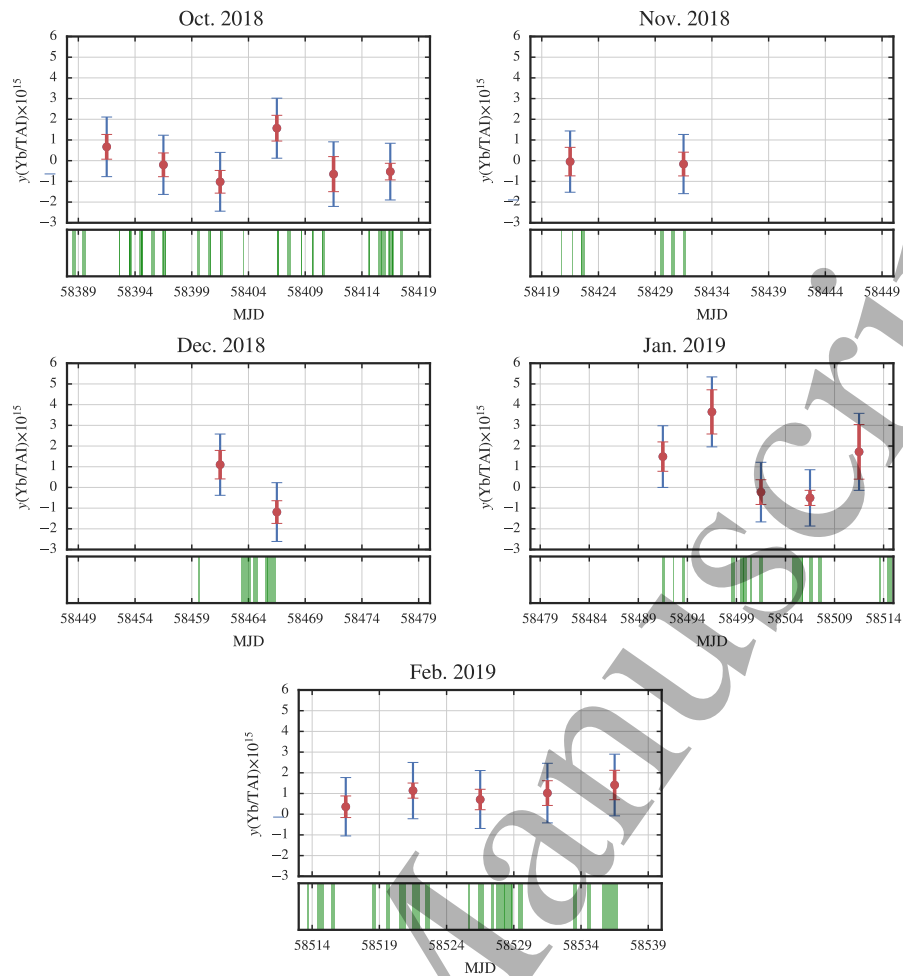 Oct. 2018
y(Yb/TAI)×10¹⁵
6
5
4
3
2
1
0
−1
−2
−3
58389 58394 58399 58404 58409 58414 58419
MJD
Nov. 2018
y(Yb/TAI)×10¹⁵
6
5
4
3
2
1
0
−1
−2
−3
58419 58424 58429 58434 58439 58444 58449
MJD
Dec. 2018
y(Yb/TAI)×10¹⁵
6
5
4
3
2
1
0
−1
−2
−3
58449 58454 58459 58464 58469 58474 58479
MJD
Jan. 2019
y(Yb/TAI)×10¹⁵
6
5
4
3
2
1
0
−1
−2
−3
58479 58484 58489 58494 58499 58504 58509 58514
MJD
Feb. 2019
y(Yb/TAI)×10¹⁵
6
5
4
3
2
1
0
−1
−2
−3
58514 58519 58524 58529 58534 58539
MJD